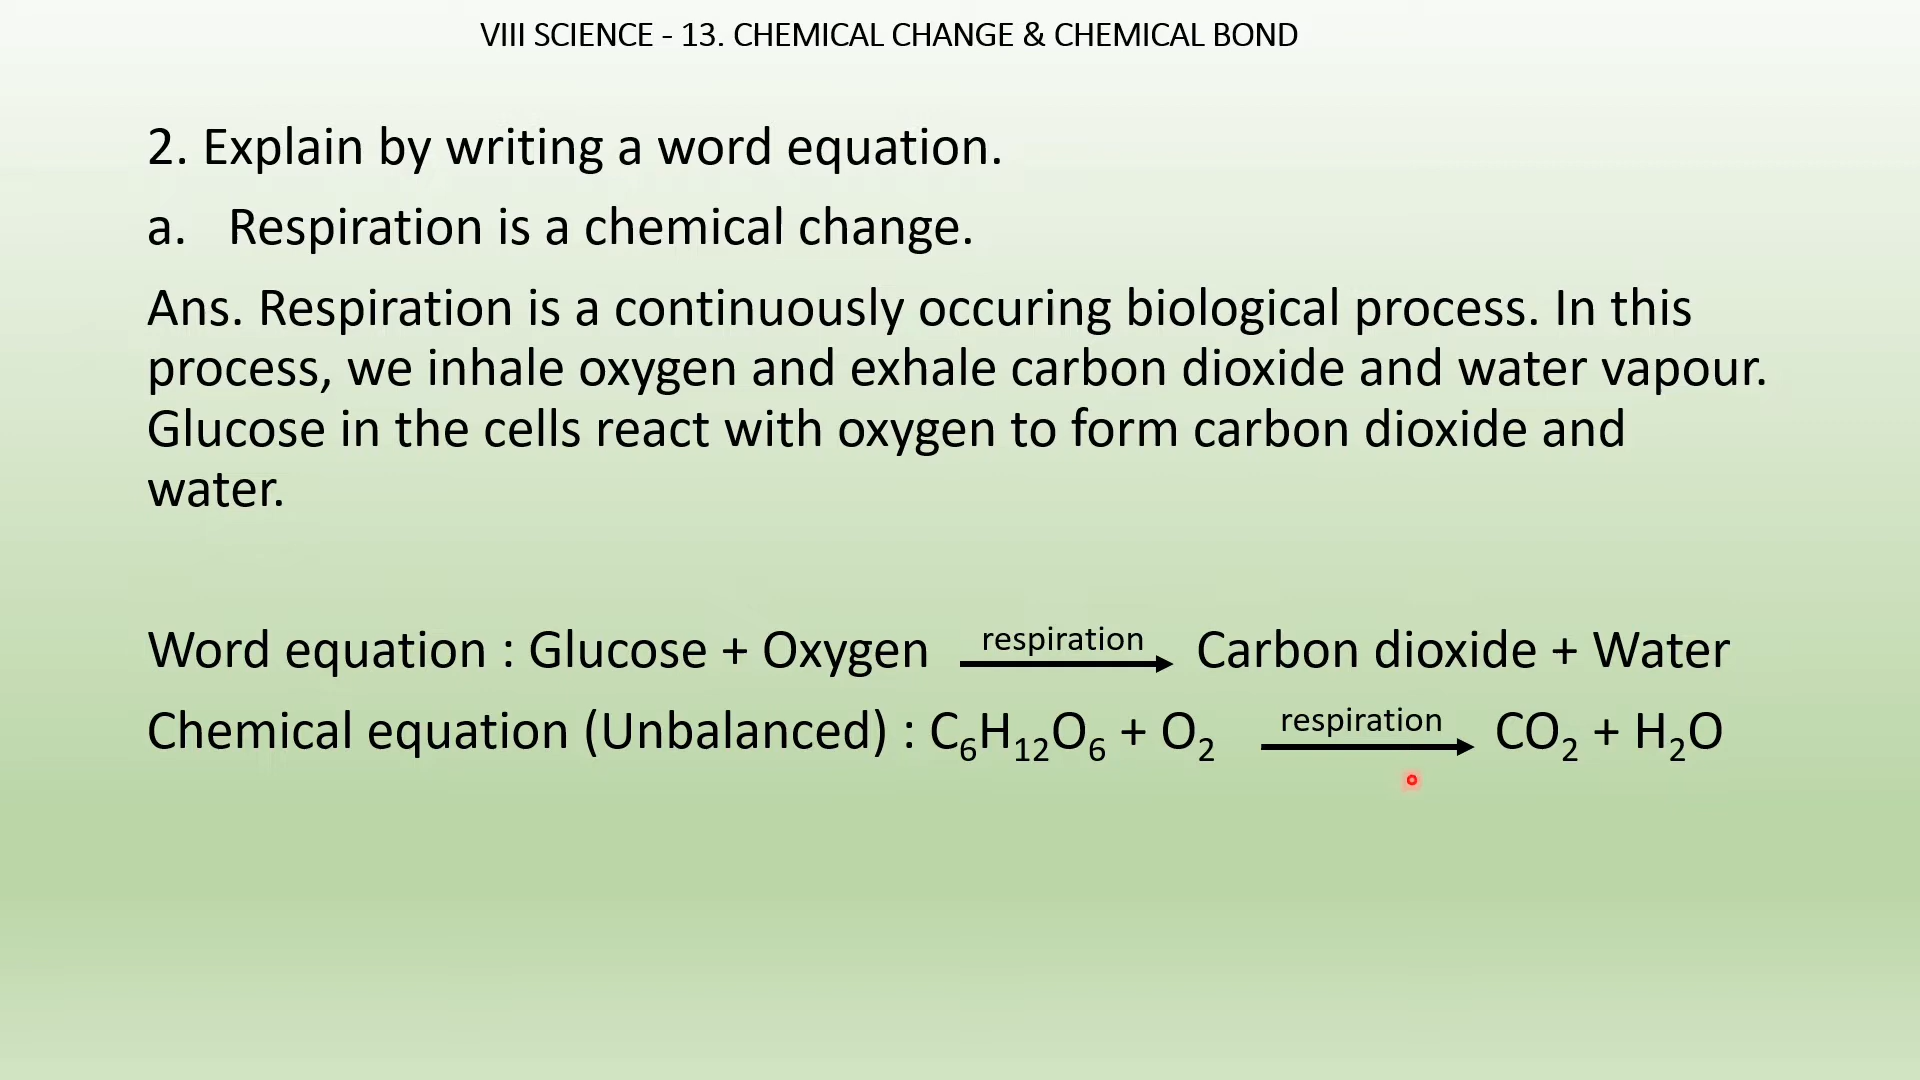 VIII SCIENCE - 13. CHEMICAL CHANGE & CHEMICAL BOND
2. Explain by writing a word equation.
a. Respiration is a chemical change.
Ans. Respiration is a continuously occuring biological process. In this
process, we inhale oxygen and exhale carbon dioxide and water vapour.
Glucose in the cells react with oxygen to form carbon dioxide and
water.
Word equation : Glucose + Oxygen respiration→ Carbon dioxide + Water
Chemical equation (Unbalanced) : C₆H₁₂O₆ + O₂ respiration→ CO₂ + H₂O